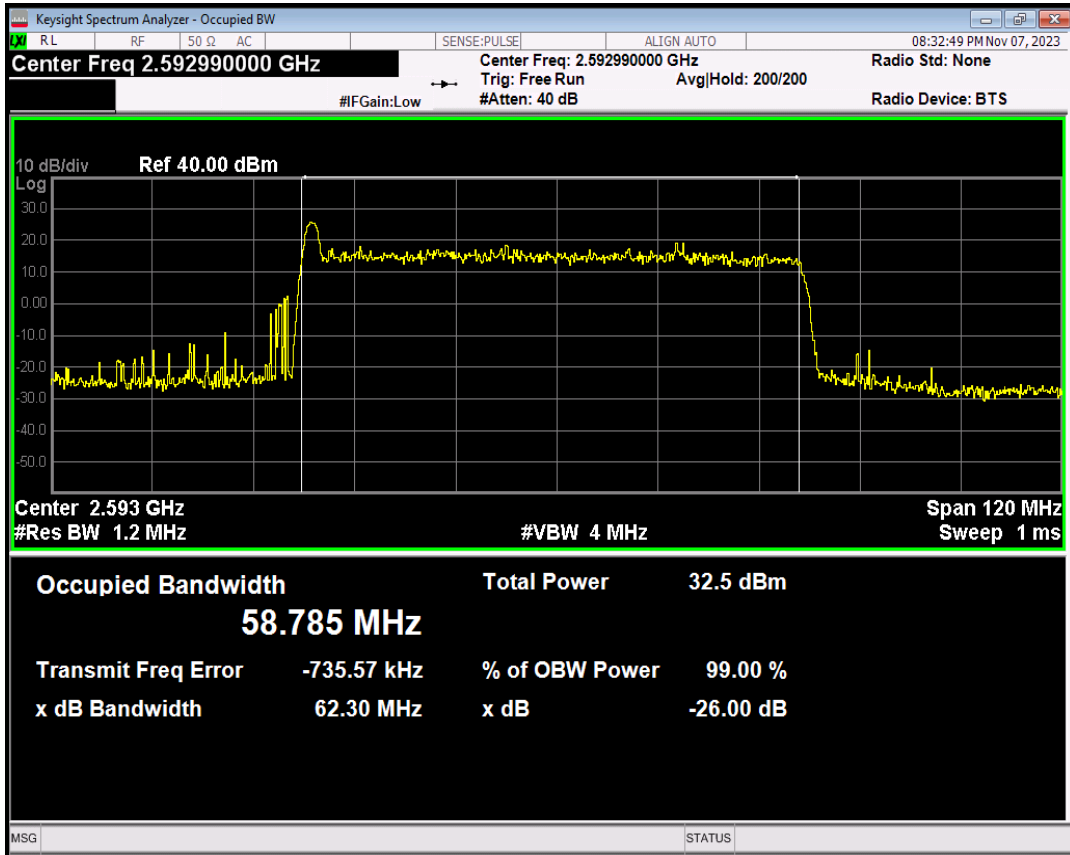 Keysight Spectrum Analyzer - Occupied BW
LXI RL RF 50 Ω AC SENSE:PULSE ALIGN AUTO 08:32:49 PM Nov 07, 2023
Center Freq 2.592990000 GHz Center Freq: 2.592990000 GHz Radio Std: None
Trig: Free Run Avg|Hold: 200/200
#IFGain:Low #Atten: 40 dB Radio Device: BTS
10 dB/div Ref 40.00 dBm
Log
30.0
20.0
10.0
0.00
-10.0
-20.0
-30.0
-40.0
-50.0
Center 2.593 GHz Span 120 MHz
#Res BW 1.2 MHz #VBW 4 MHz Sweep 1 ms
Occupied Bandwidth Total Power 32.5 dBm
58.785 MHz
Transmit Freq Error -735.57 kHz % of OBW Power 99.00 %
x dB Bandwidth 62.30 MHz x dB -26.00 dB
MSG STATUS